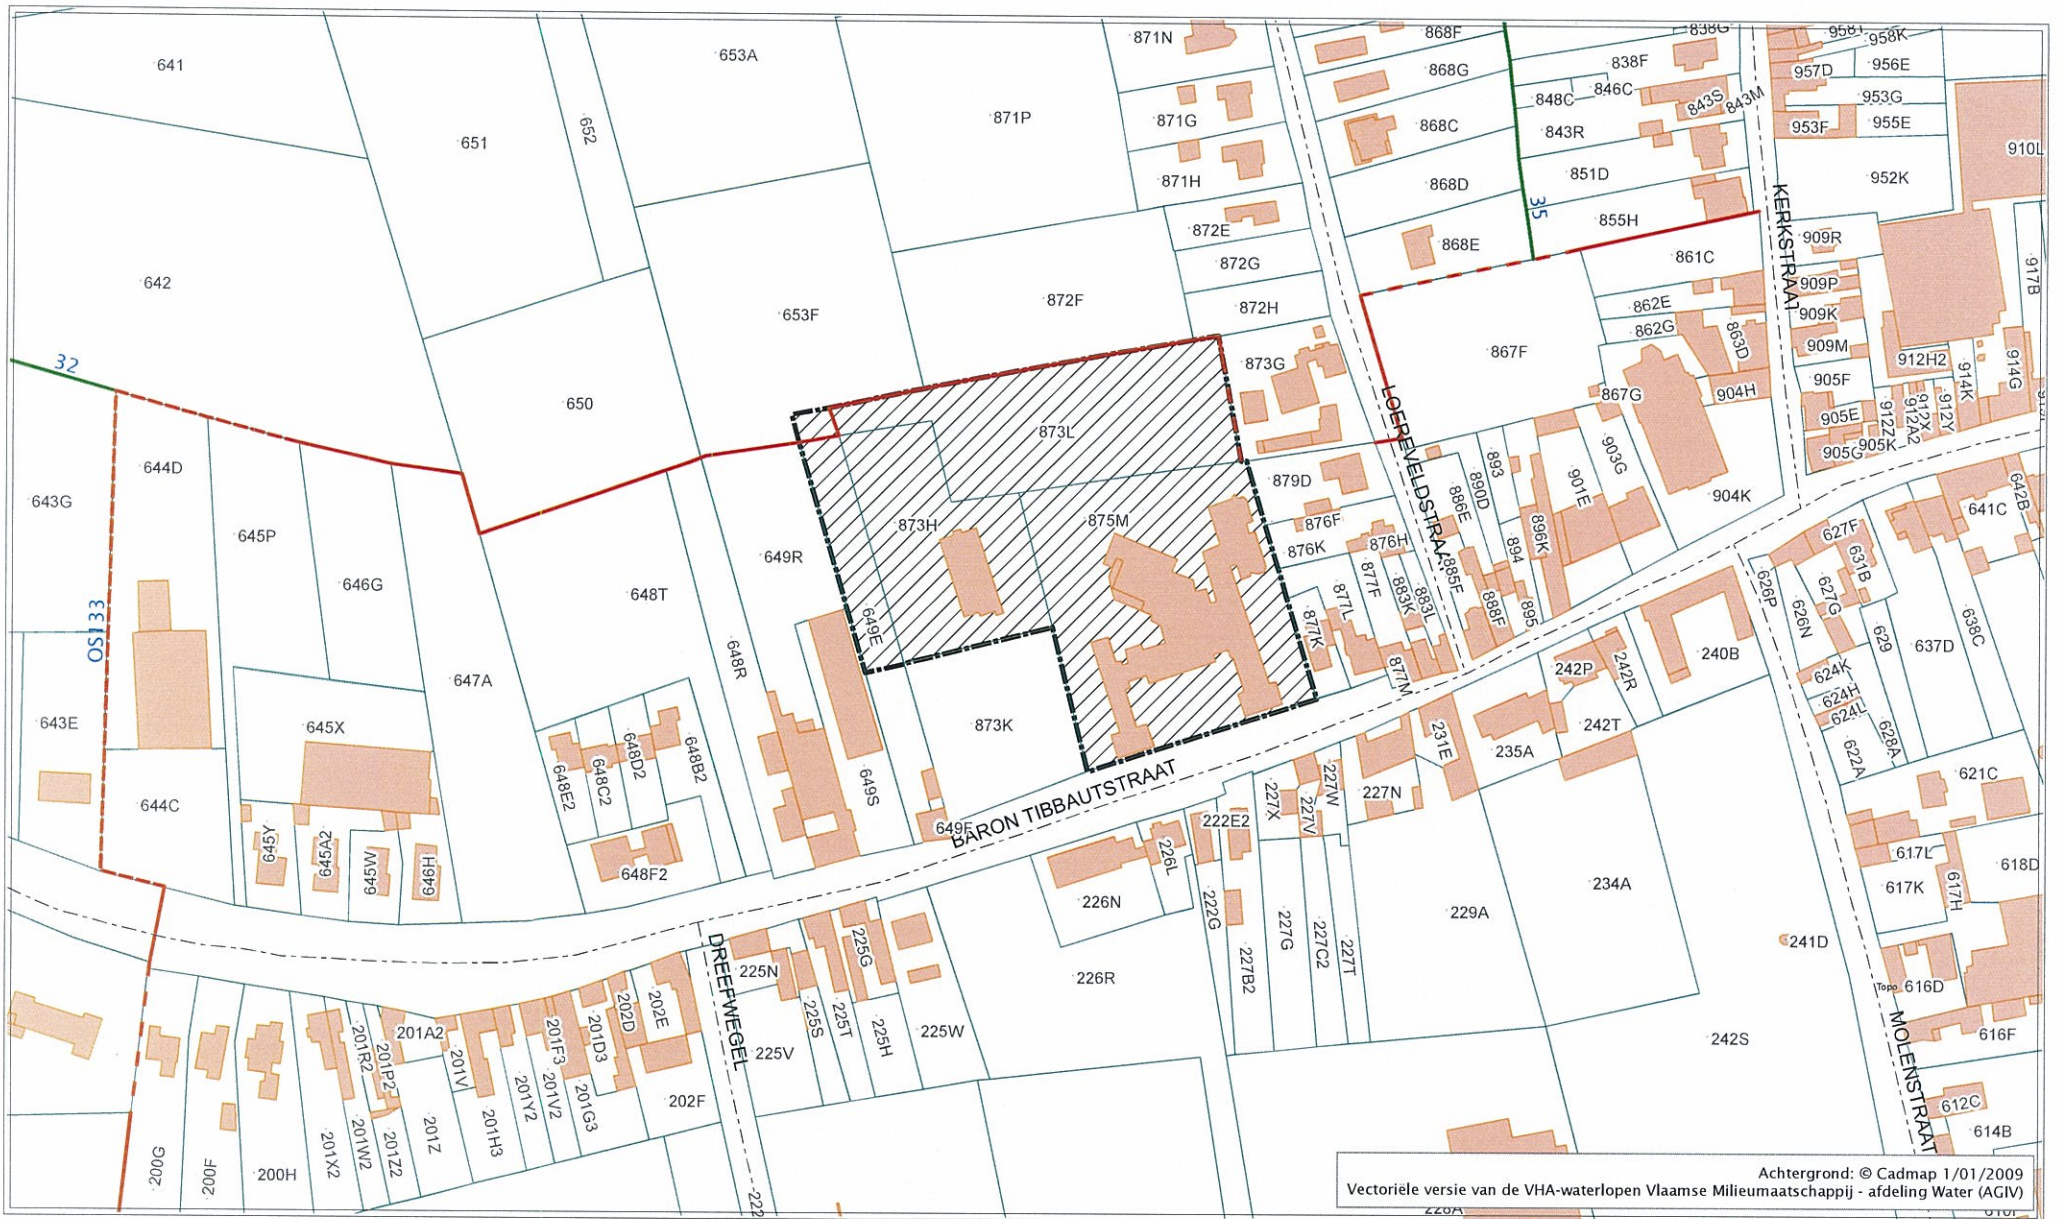 641
651
652
653A
871P
871N
868F
868G
838G
838F
846C
848C
843S
843M
958K
957D
956E
953G
871G
868C
843R
953F
955E
910L
871H
868D
851D
952K
642
653F
872F
872E
868E
35
855H
KERKSTRAAT
909R
872G
861C
909P
917B
872H
862E
909K
32
650
873G
867F
862G
863D
909M
912H2
914K
914G
873L
867G
904H
905F
905E
912Z
912X
912A2
912Y
643G
644D
LOEREVELDSTRAAT
893
903G
905G
905K
645P
646G
649R
873H
875M
879D
886E
890D
901E
904K
642B
641C
648T
876F
876K
876H
894
896K
627F
631B
OS133
649E
648R
877K
877L
877F
883K
883L
885E
888F
895
626P
626N
627G
629
637D
638C
643E
645X
647A
873K
877M
242P
242R
240B
624K
624H
624L
648E2
648C2
648D2
648B2
231E
235A
242T
622A
628A
644C
649S
BARON TIBBAUTSTRAAT
227X
227W
227V
227N
621C
645Y
645A2
645W
646H
648F2
226L
222E2
617L
618D
226N
222G
229A
234A
617K
617H
DREEFWEGEL
225N
225G
226R
227B2
227G
227C2
227T
241D
Topo
616D
201A2
201R2
201P2
201V
201F3
201D3
202D
202E
225V
225S
225T
225H
225W
242S
MOLENSTRAAT
616F
200G
200F
200H
201X2
201W2
201Z2
201Z
201H3
201Y2
201V2
201G3
202F
612C
614B
222
228A
Achtergrond: © Cadmap 1/01/2009
Vectoriële versie van de VHA-waterlopen Vlaamse Milieumaatschappij - afdeling Water (AGIV)